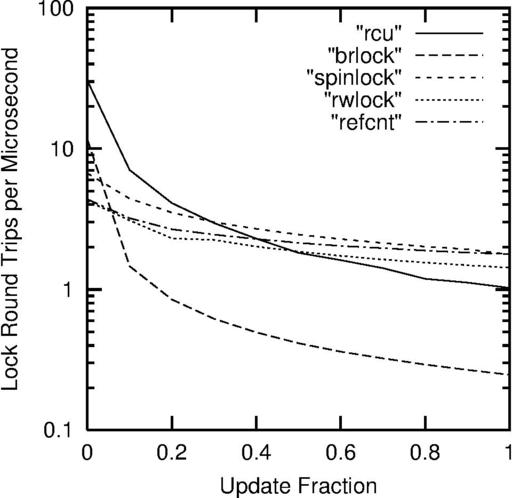 100
10
1
0.1
Lock Round Trips per Microsecond
"rcu"
"brlock"
"spinlock"
"rwlock"
"refcnt"
0 0.2 0.4 0.6 0.8 1
Update Fraction